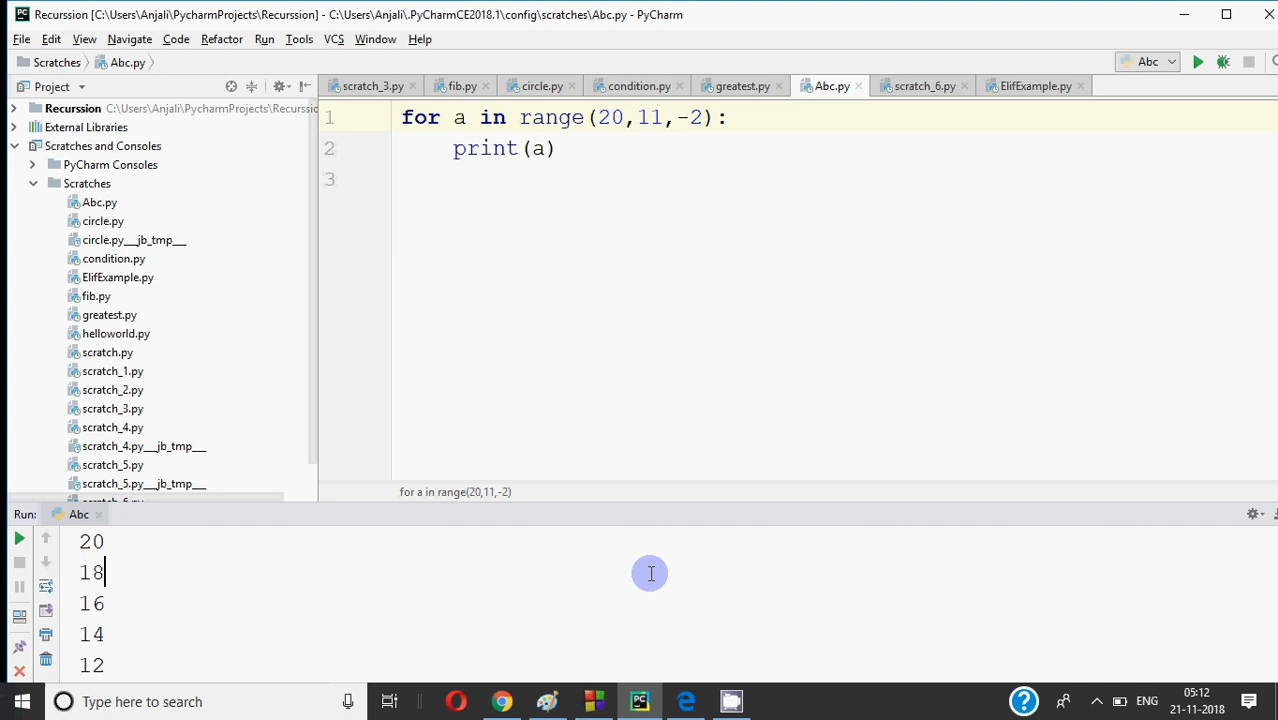 Recurssion [C:\Users\Anjali\PycharmProjects\Recurssion] - C:\Users\Anjali\.PyCharmCE2018.1\config\scratches\Abc.py - PyCharm
File Edit View Navigate Code Refactor Run Tools VCS Window Help
Scratches Abc.py Abc
Project scratch_3.py fib.py circle.py condition.py greatest.py Abc.py scratch_6.py ElifExample.py
Recurssion C:\Users\Anjali\PycharmProjects\Recurssio
External Libraries
Scratches and Consoles
PyCharm Consoles
Scratches
Abc.py
circle.py
circle.py___jb_tmp___
condition.py
ElifExample.py
fib.py
greatest.py
helloworld.py
scratch.py
scratch_1.py
scratch_2.py
scratch_3.py
scratch_4.py
scratch_4.py___jb_tmp___
scratch_5.py
scratch_5.py___jb_tmp___
1 for a in range(20,11,-2):
2 print(a)
3
for a in range(20,11,-2)
Run: Abc
20
18
16
14
12
Type here to search
ENG
05:12
21-11-2018